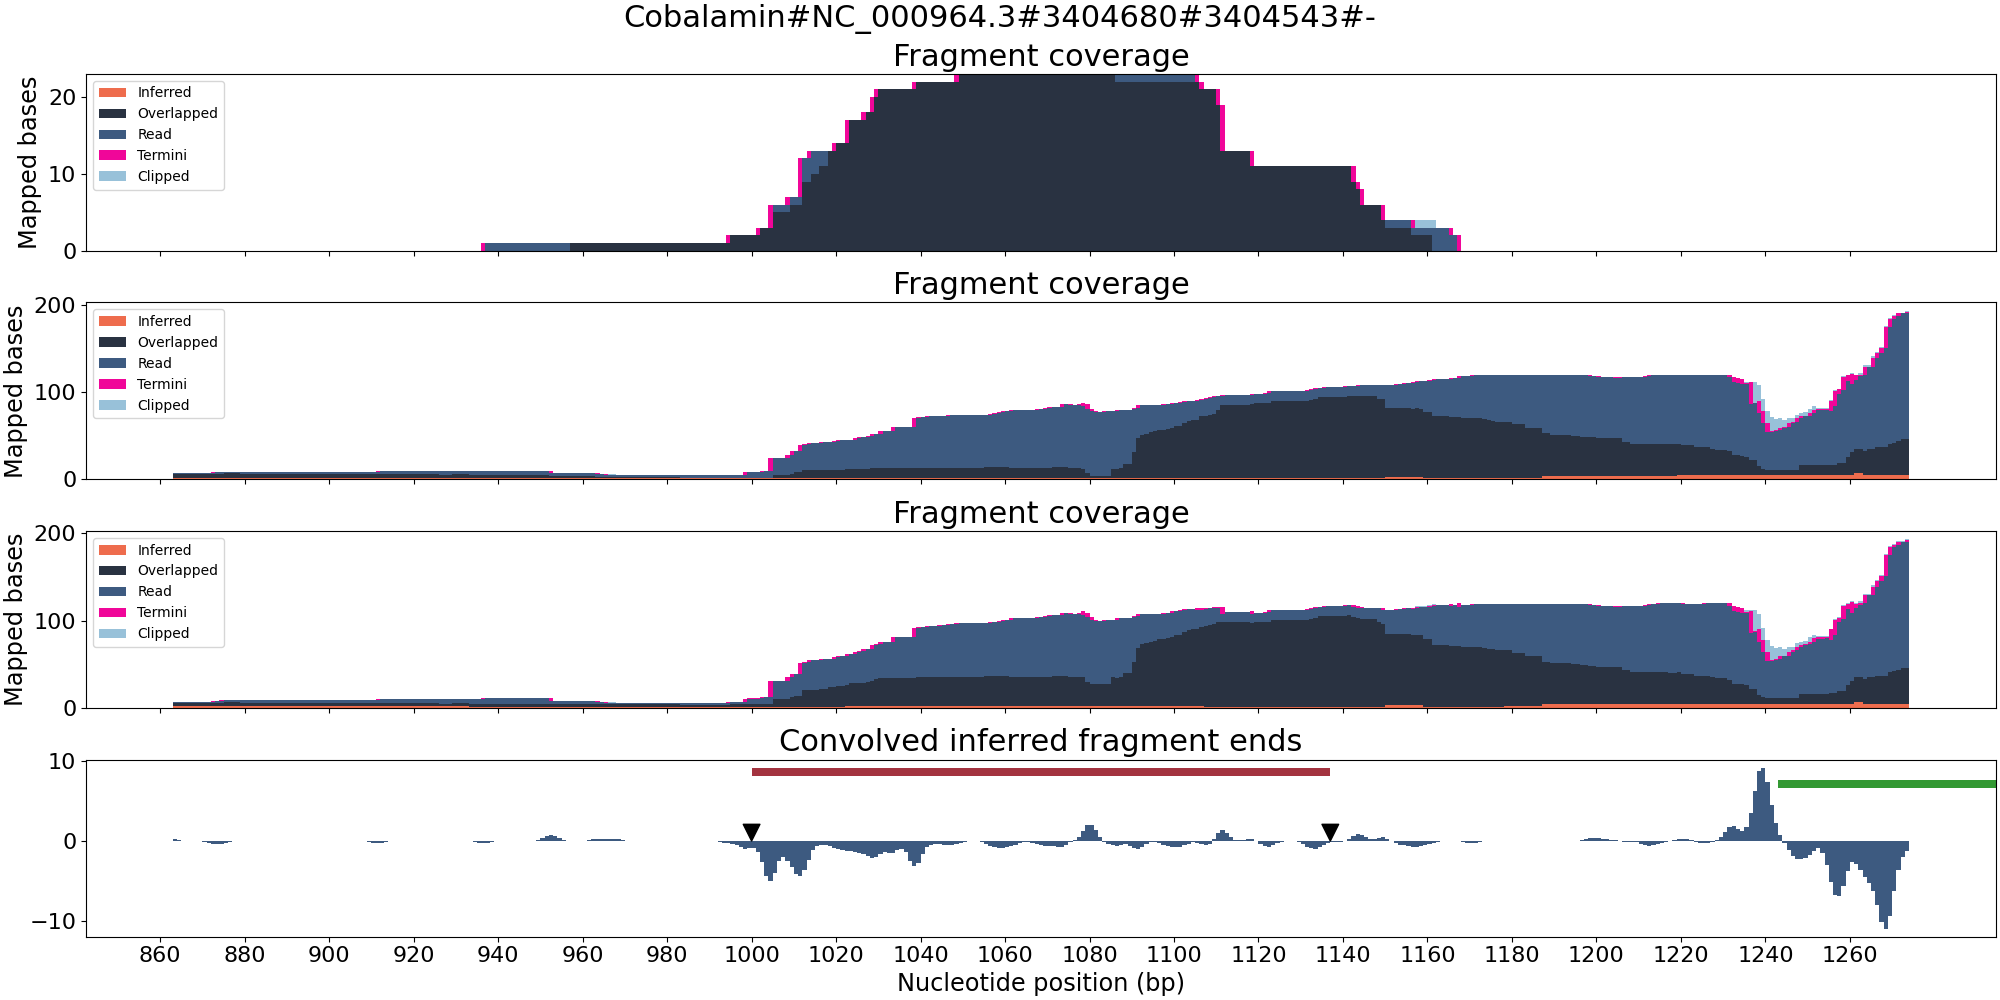 Cobalamin#NC_000964.3#3404680#3404543#-
Fragment coverage
Mapped bases
20
10
0
Inferred
Overlapped
Read
Termini
Clipped
Fragment coverage
Mapped bases
200
100
0
Inferred
Overlapped
Read
Termini
Clipped
Fragment coverage
Mapped bases
200
100
0
Inferred
Overlapped
Read
Termini
Clipped
Convolved inferred fragment ends
10
0
−10
860 880 900 920 940 960 980 1000 1020 1040 1060 1080 1100 1120 1140 1160 1180 1200 1220 1240 1260
Nucleotide position (bp)